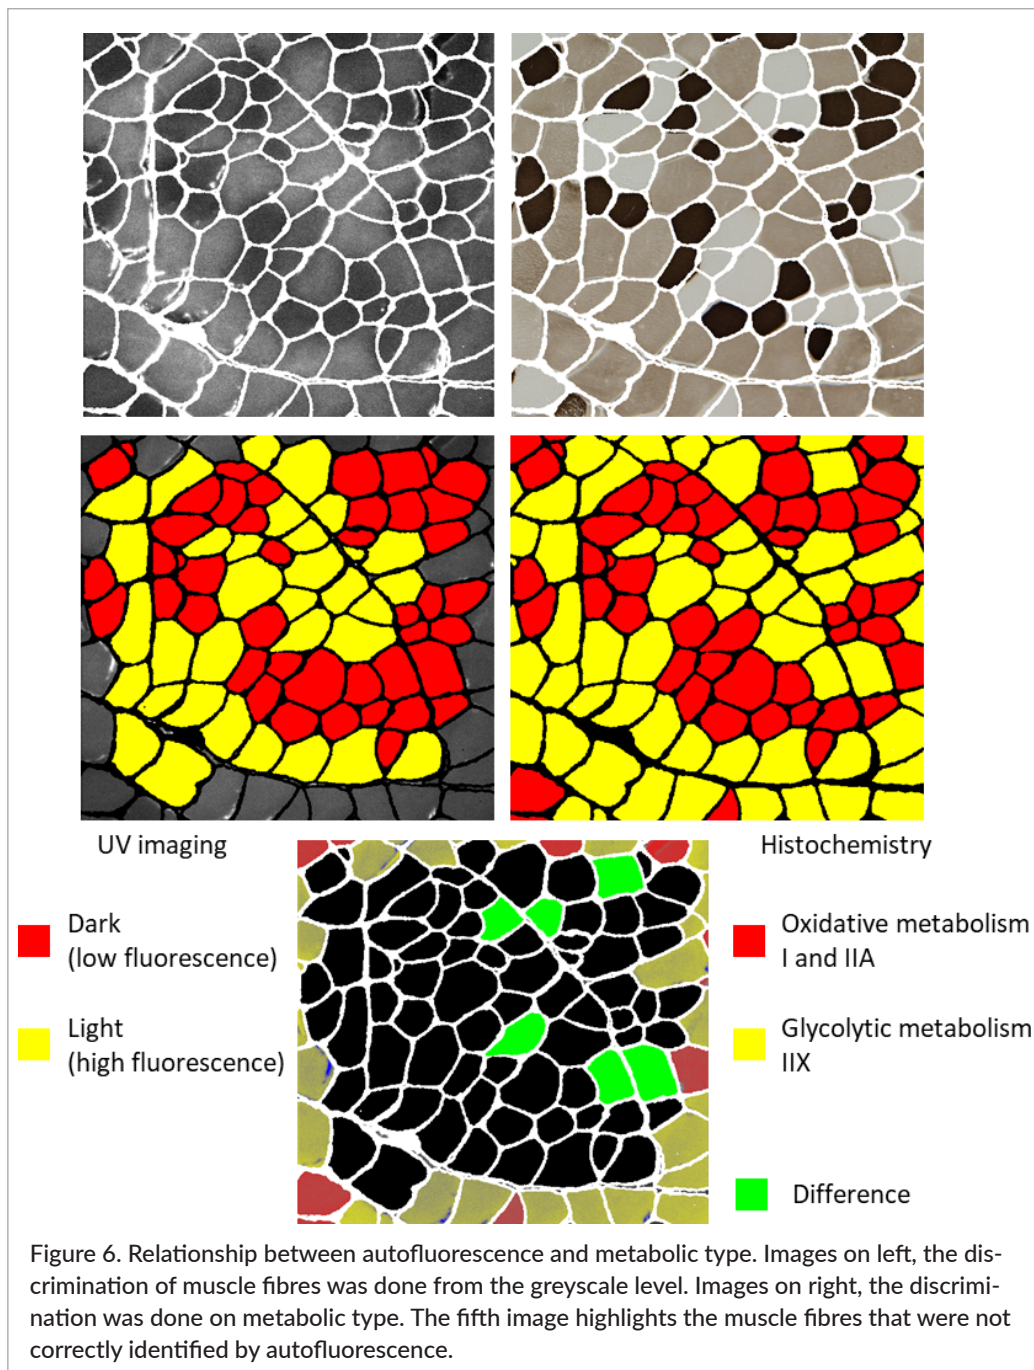 UV imaging
Dark
(low fluorescence)
Light
(high fluorescence)
Histochemistry
Oxidative metabolism
I and IIA
Glycolytic metabolism
IIX
Difference
Figure 6. Relationship between autofluorescence and metabolic type. Images on left, the dis-
crimination of muscle fibres was done from the greyscale level. Images on right, the discrimi-
nation was done on metabolic type. The fifth image highlights the muscle fibres that were not
correctly identified by autofluorescence.